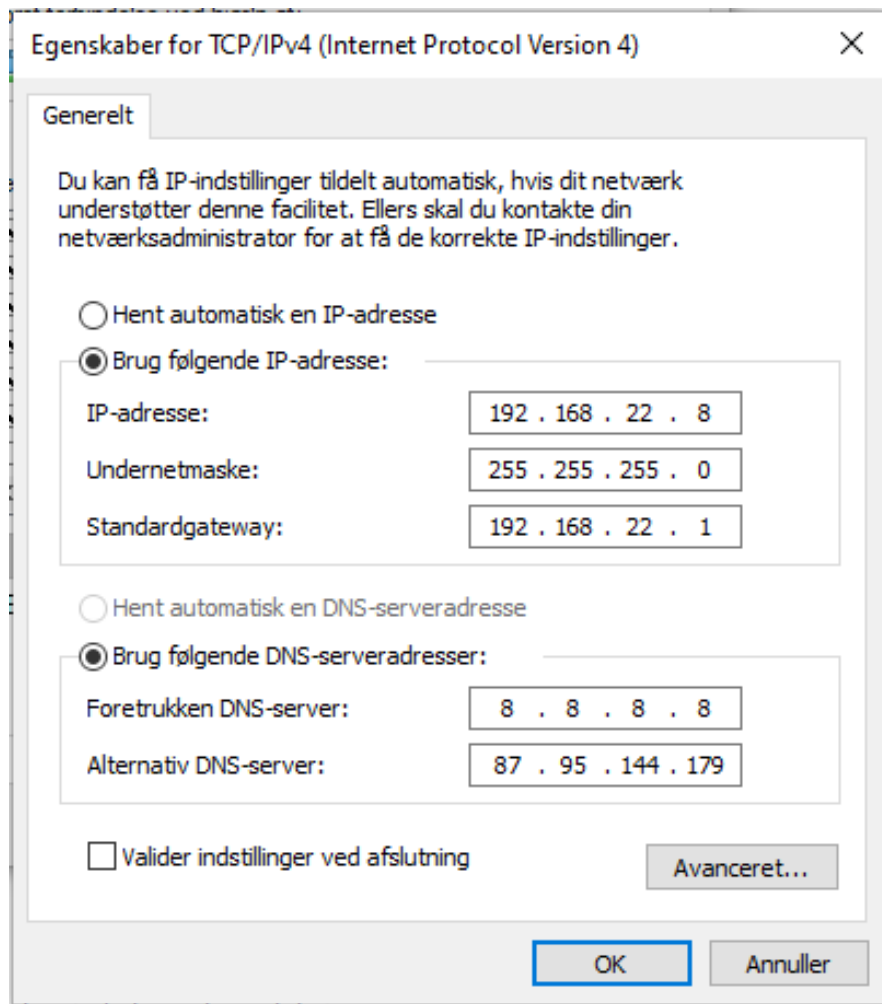 Egenskaber for TCP/IPv4 (Internet Protocol Version 4)
Generelt
Du kan få IP-indstillinger tildelt automatisk, hvis dit netværk
understøtter denne facilitet. Ellers skal du kontakte din
netværksadministrator for at få de korrekte IP-indstillinger.
Hent automatisk en IP-adresse
Brug følgende IP-adresse:
IP-adresse: 192 . 168 . 22 . 8
Undernetmaske: 255 . 255 . 255 . 0
Standardgateway: 192 . 168 . 22 . 1
Hent automatisk en DNS-serveradresse
Brug følgende DNS-serveradresser:
Foretrukken DNS-server: 8 . 8 . 8 . 8
Alternativ DNS-server: 87 . 95 . 144 . 179
Valider indstillinger ved afslutning
Avanceret...
OK Annuller